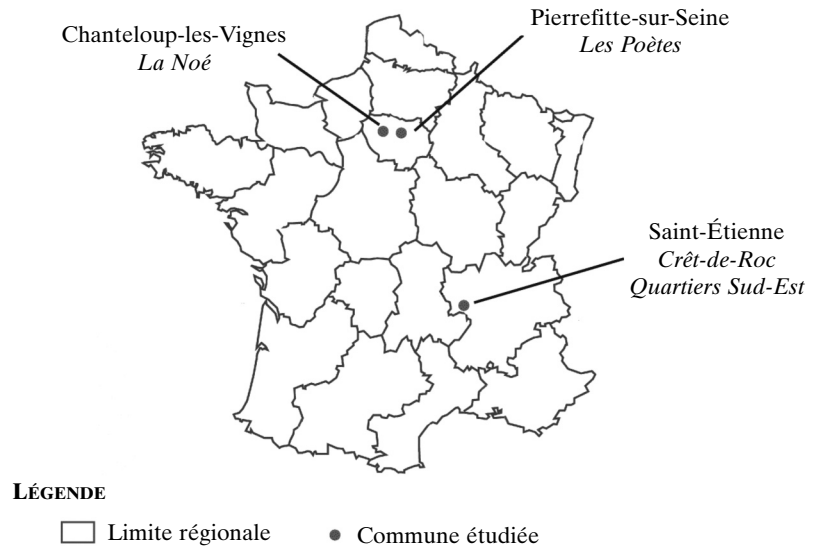 Chanteloup-les-Vignes
La Noé
Pierrefitte-sur-Seine
Les Poètes
Saint-Étienne
Crêt-de-Roc
Quartiers Sud-Est
LÉGENDE
Limite régionale
Commune étudiée